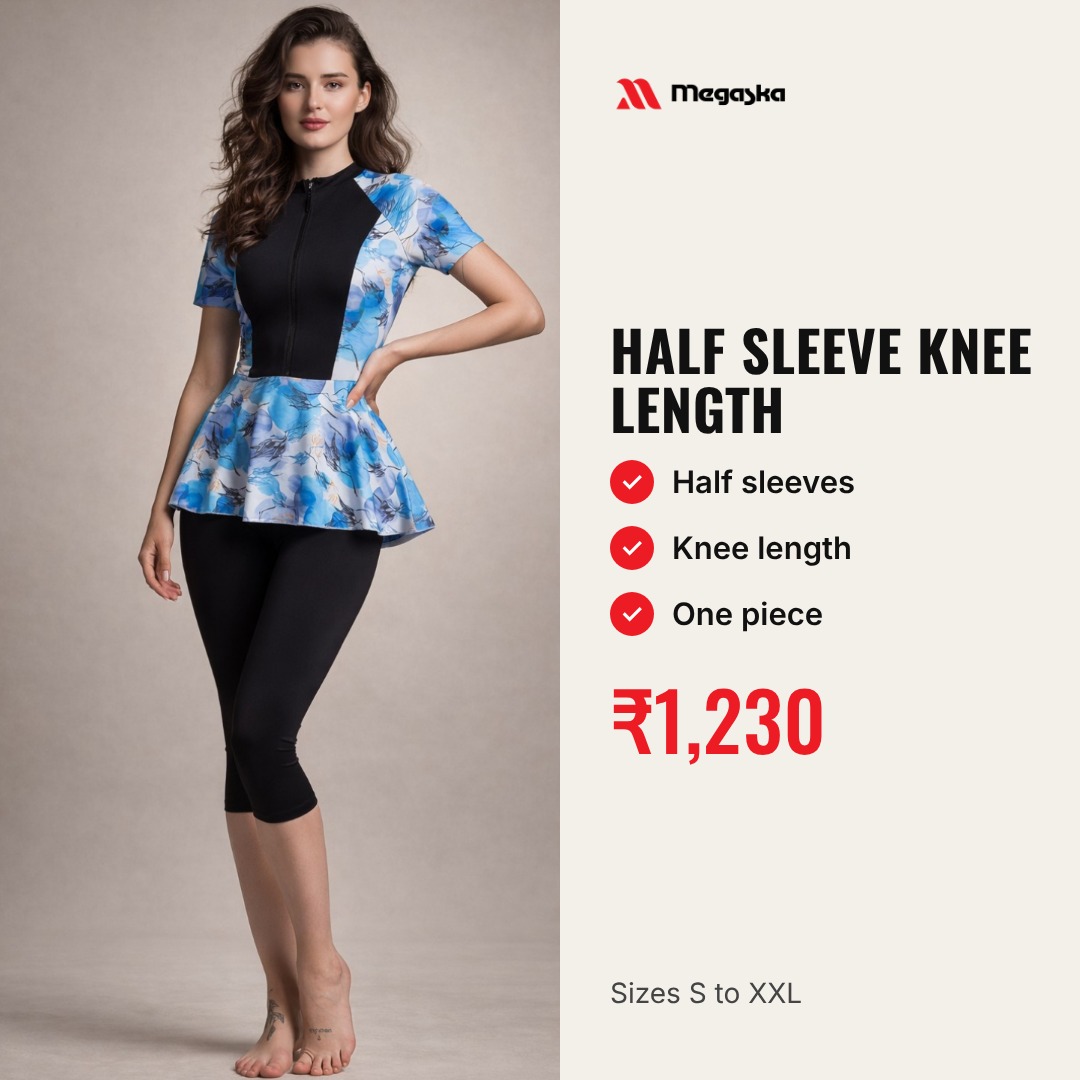 Megaska
HALF SLEEVE KNEE
LENGTH
Half sleeves
Knee length
One piece
₹1,230
Sizes S to XXL